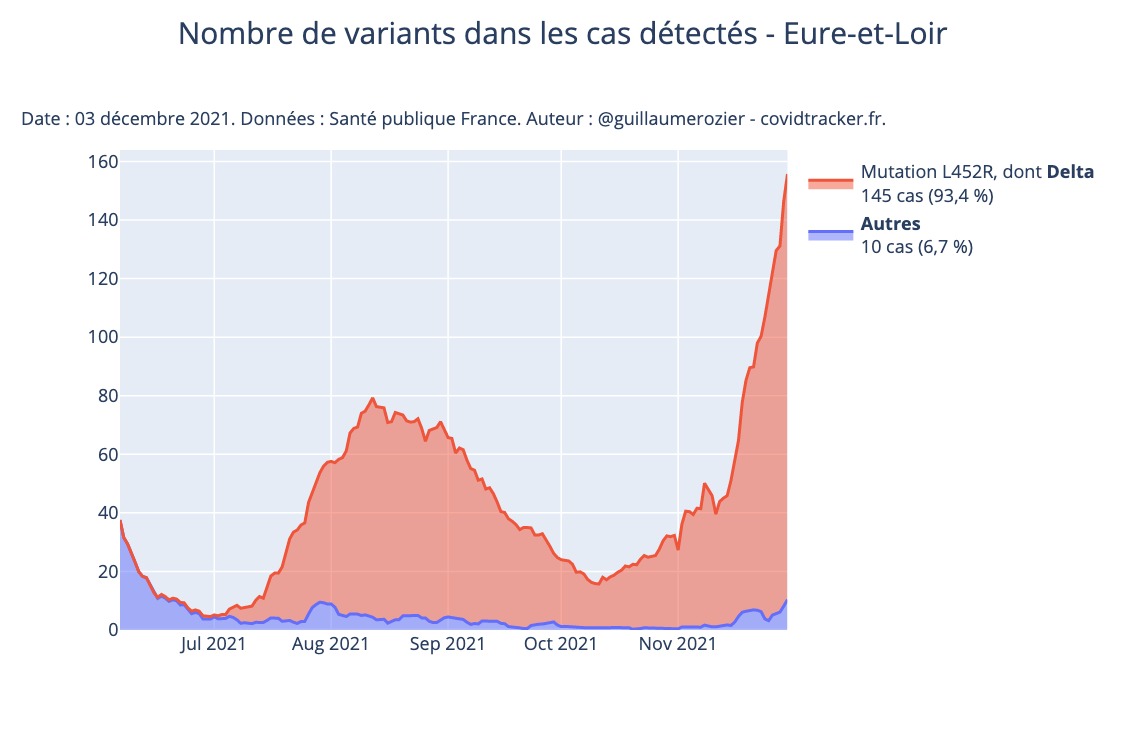 Nombre de variants dans les cas détectés - Eure-et-Loir
Date : 03 décembre 2021. Données : Santé publique France. Auteur : @guillaumerozier - covidtracker.fr.
160
140
120
100
80
60
40
20
0
Jul 2021
Aug 2021
Sep 2021
Oct 2021
Nov 2021
Mutation L452R, dont Delta
145 cas (93,4 %)
Autres
10 cas (6,7 %)